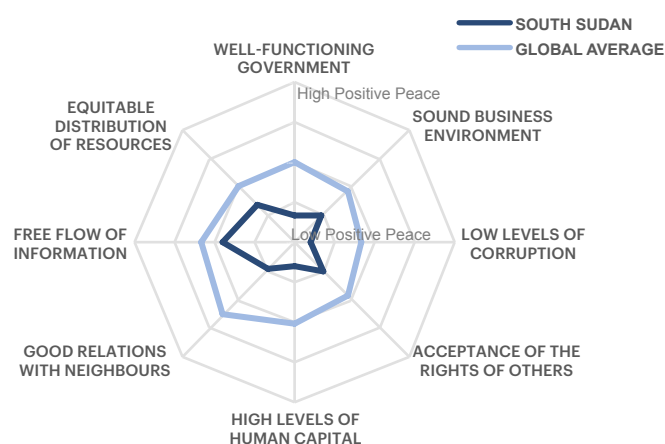 SOUTH SUDAN
GLOBAL AVERAGE
WELL-FUNCTIONING
GOVERNMENT
High Positive Peace
SOUND BUSINESS
ENVIRONMENT
EQUITABLE
DISTRIBUTION
OF RESOURCES
FREE FLOW OF
INFORMATION
Low Positive Peace
LOW LEVELS OF
CORRUPTION
GOOD RELATIONS
WITH NEIGHBOURS
ACCEPTANCE OF THE
RIGHTS OF OTHERS
HIGH LEVELS OF
HUMAN CAPITAL